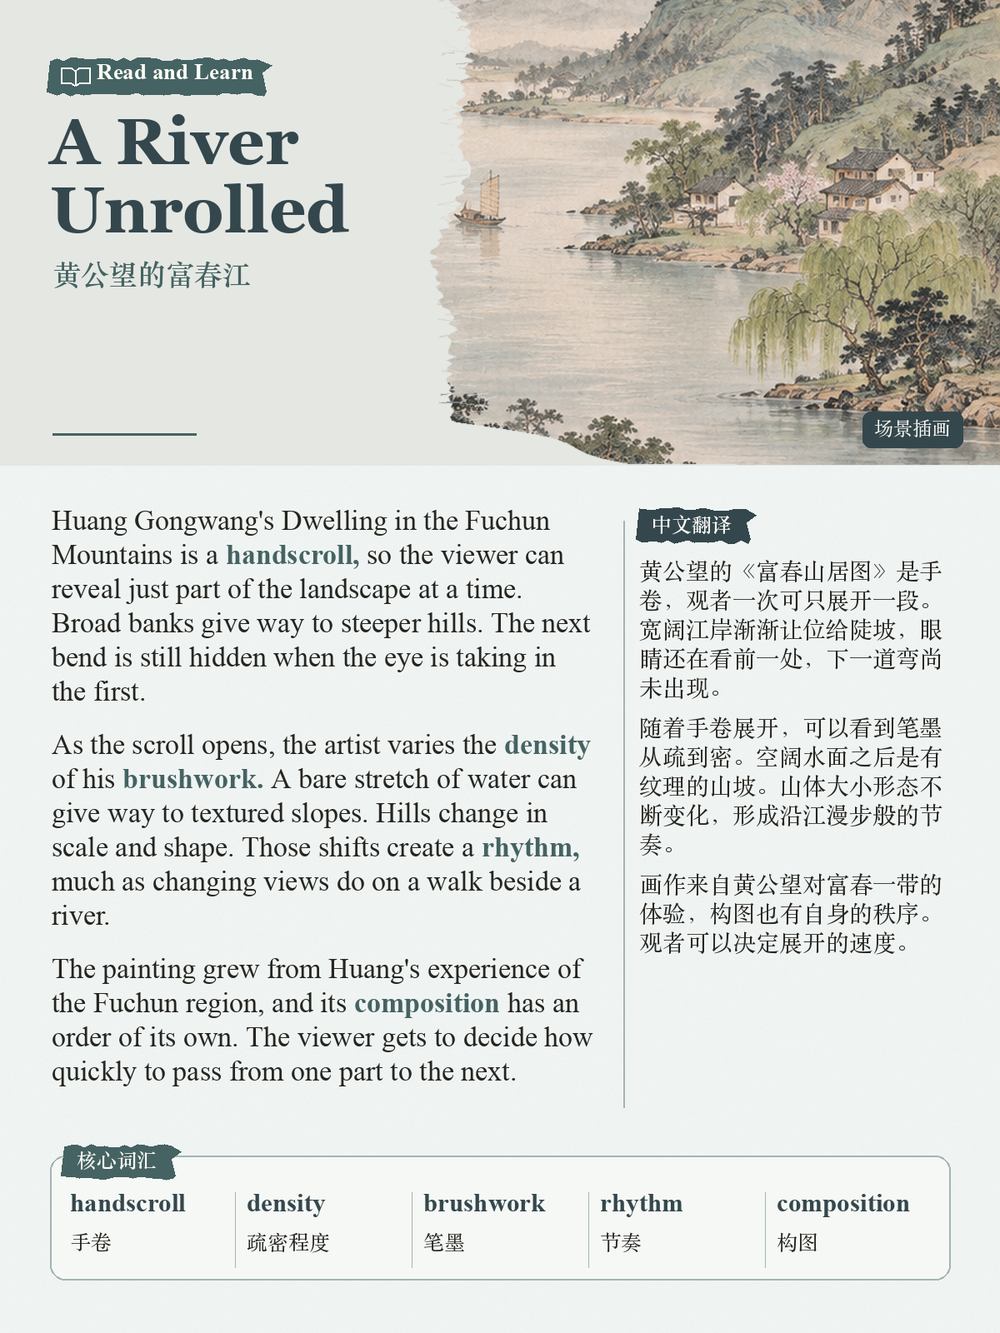 Read and Learn
A River
Unrolled
黄公望的富春江
场景插画
Huang Gongwang's Dwelling in the Fuchun
Mountains is a handscroll, so the viewer can
reveal just part of the landscape at a time.
Broad banks give way to steeper hills. The next
bend is still hidden when the eye is taking in
the first.
As the scroll opens, the artist varies the density
of his brushwork. A bare stretch of water can
give way to textured slopes. Hills change in
scale and shape. Those shifts create a rhythm,
much as changing views do on a walk beside a
river.
The painting grew from Huang's experience of
the Fuchun region, and its composition has an
order of its own. The viewer gets to decide how
quickly to pass from one part to the next.
中文翻译
黄公望的《富春山居图》是手
卷，观者一次可只展开一段。
宽阔江岸渐渐让位给陡坡，眼
睛还在看前一处，下一道弯尚
未出现。
随着手卷展开，可以看到笔墨
从疏到密。空阔水面之后是有
纹理的山坡。山体大小形态不
断变化，形成沿江漫步般的节
奏。
画作来自黄公望对富春一带的
体验，构图也有自身的秩序。
观者可以决定展开的速度。
核心词汇
handscroll
手卷
density
疏密程度
brushwork
笔墨
rhythm
节奏
composition
构图